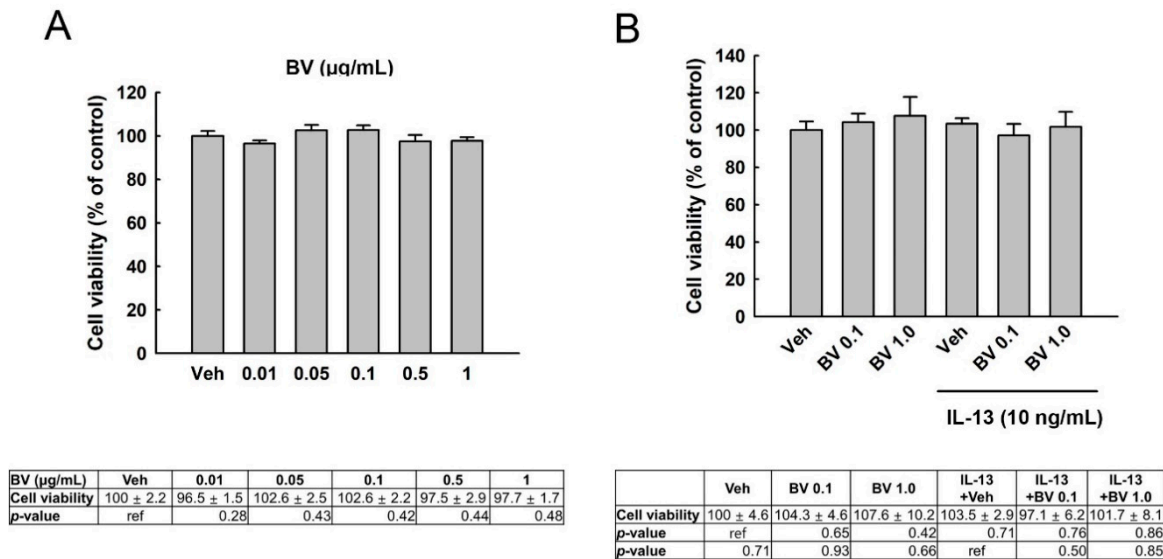 A
BV (µg/mL)
Cell viability (% of control)
120
100
80
60
40
20
0
Veh 0.01 0.05 0.1 0.5 1
BV (µg/mL) Veh 0.01 0.05 0.1 0.5 1
Cell viability 100 ± 2.2 96.5 ± 1.5 102.6 ± 2.5 102.6 ± 2.2 97.5 ± 2.9 97.7 ± 1.7
p-value ref 0.28 0.43 0.42 0.44 0.48
B
Cell viability (% of control)
140
120
100
80
60
40
20
0
Veh BV 0.1 BV 1.0 Veh BV 0.1 BV 1.0
IL-13 (10 ng/mL)
Veh BV 0.1 BV 1.0 IL-13 IL-13 IL-13
+Veh +BV 0.1 +BV 1.0
Cell viability 100 ± 4.6 104.3 ± 4.6 107.6 ± 10.2 103.5 ± 2.9 97.1 ± 6.2 101.7 ± 8.1
p-value ref 0.65 0.42 0.71 0.76 0.86
p-value 0.71 0.93 0.66 ref 0.50 0.85